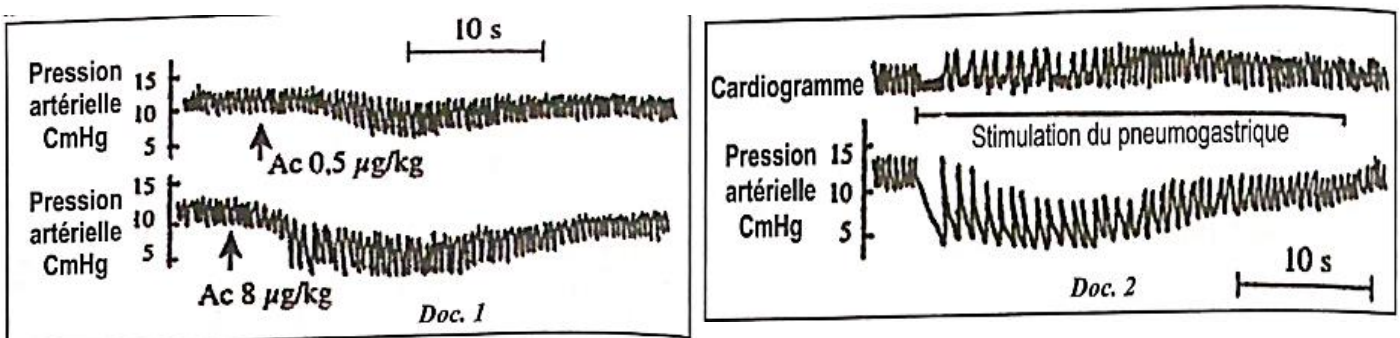 10 s
Pression
artérielle
CmHg
15
10
5
Ac 0,5 µg/kg
Pression
artérielle
CmHg
15
10
5
Ac 8 µg/kg
Doc. 1
Cardiogramme
Stimulation du pneumogastrique
Pression
artérielle
CmHg
15
10
5
10 s
Doc. 2